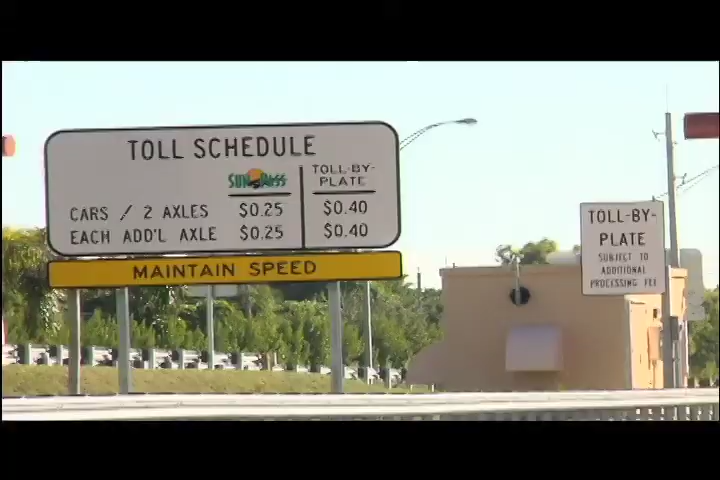 TOLL SCHEDULE
SUNPASS TOLL-BY-
PLATE
CARS / 2 AXLES $0.25 $0.40
EACH ADD'L AXLE $0.25 $0.40
MAINTAIN SPEED
TOLL-BY-
PLATE
SUBJECT TO
ADDITIONAL
PROCESSING FEE